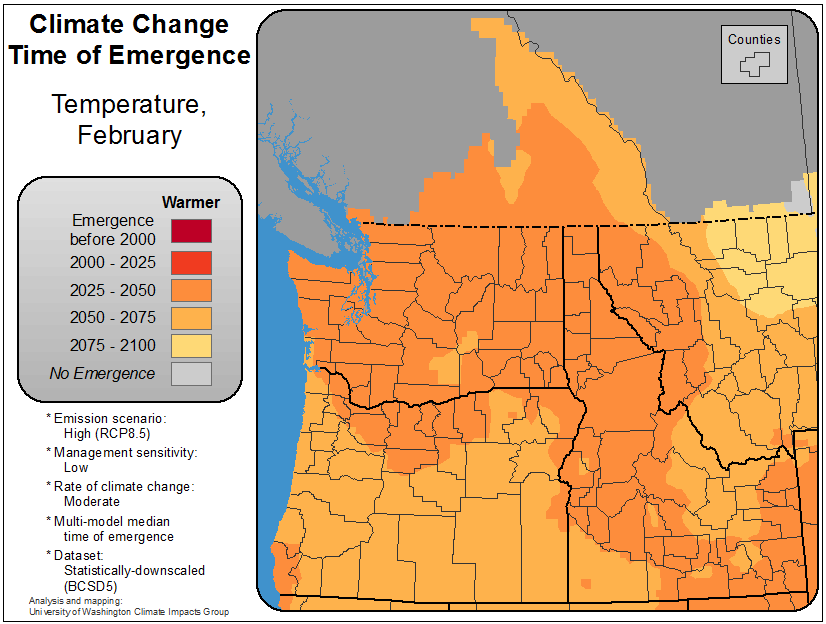 Climate Change
Time of Emergence
Temperature,
February
Warmer
Emergence
before 2000
2000 - 2025
2025 - 2050
2050 - 2075
2075 - 2100
No Emergence
* Emission scenario:
High (RCP8.5)
* Management sensitivity:
Low
* Rate of climate change:
Moderate
* Multi-model median
time of emergence
* Dataset:
Statistically-downscaled
(BCSD5)
Analysis and mapping:
University of Washington Climate Impacts Group
Counties